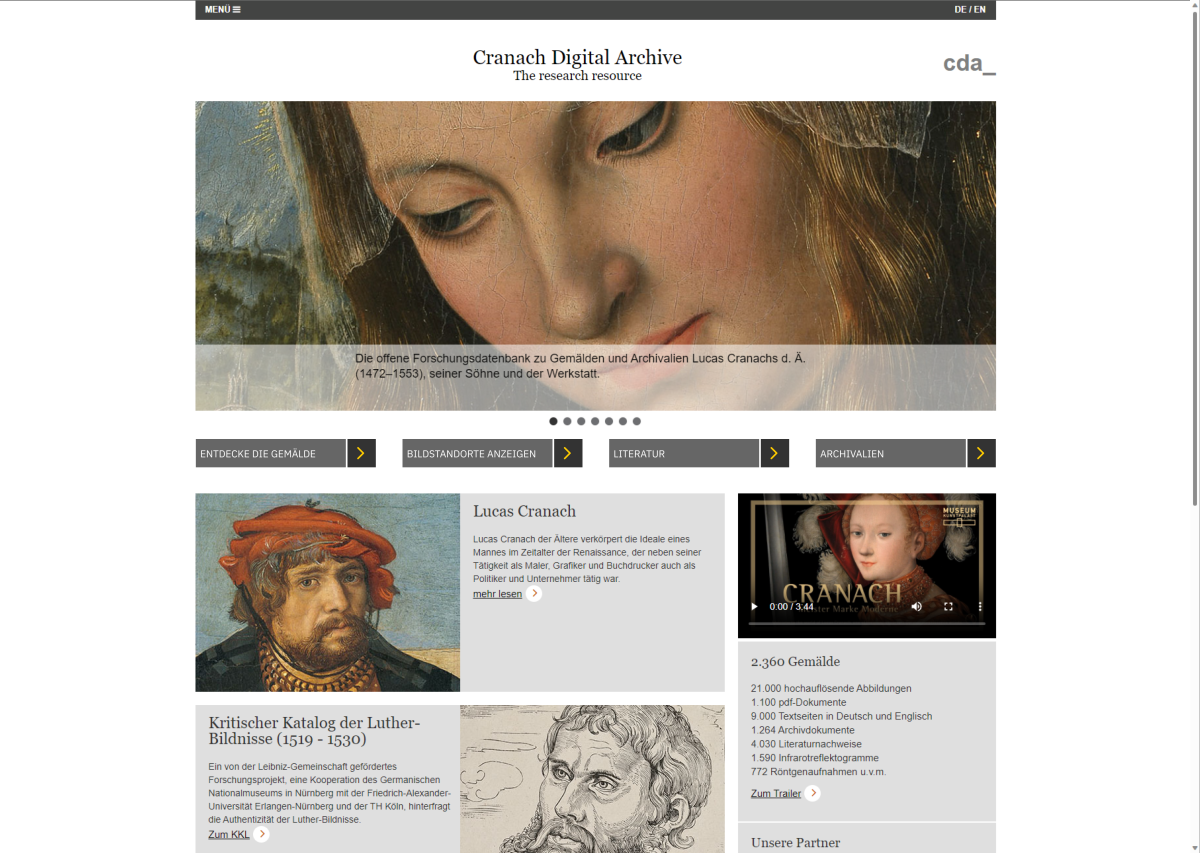 MENÜ
DE / EN
Cranach Digital Archive
The research resource
cda_
Die offene Forschungsdatenbank zu Gemälden und Archivalien Lucas Cranachs d. Ä.
(1472–1553), seiner Söhne und der Werkstatt.
ENTDECKE DIE GEMÄLDE
BILDSTANDORTE ANZEIGEN
LITERATUR
ARCHIVALIEN
Lucas Cranach
Lucas Cranach der Ältere verkörpert die Ideale eines
Mannes im Zeitalter der Renaissance, der neben seiner
Tätigkeit als Maler, Grafiker und Buchdrucker auch als
Politiker und Unternehmer tätig war.
mehr lesen
MUSEUM
KUNSTPALAST
CRANACH
Marke Moderne
0:00 / 3:44
Kritischer Katalog der Luther-
Bildnisse (1519 - 1530)
Ein von der Leibniz-Gemeinschaft gefördertes
Forschungsprojekt, eine Kooperation des Germanischen
Nationalmuseums in Nürnberg mit der Friedrich-Alexander-
Universität Erlangen-Nürnberg und der TH Köln, hinterfragt
die Authentizität der Luther-Bildnisse.
Zum KKL
2.360 Gemälde
21.000 hochauflösende Abbildungen
1.100 pdf-Dokumente
9.000 Textseiten in Deutsch und Englisch
1.264 Archivdokumente
4.030 Literaturnachweise
1.590 Infrarotreflektogramme
772 Röntgenaufnahmen u.v.m.
Zum Trailer
Unsere Partner